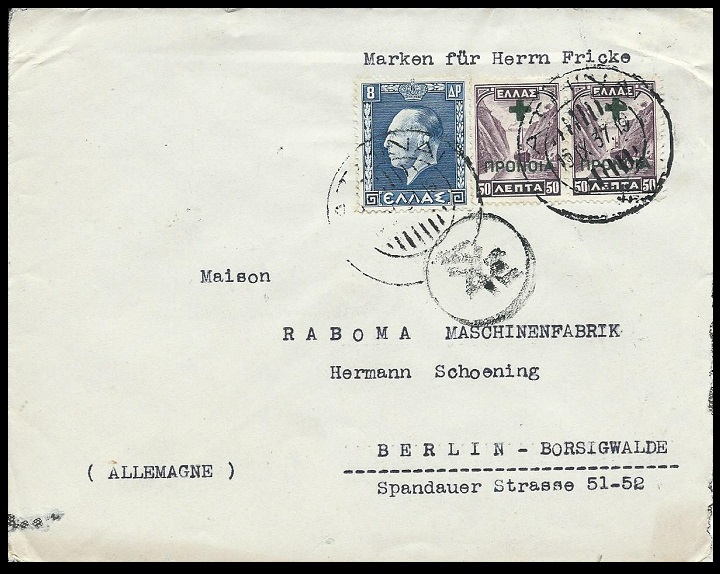 Marken für Herrn Fricke
8 ΔΡ
ΕΛΛΑΣ
ΕΛΛΑΣ
ΠΡΟΝΟΙΑ
50 ΛΕΠΤΑ 50
ΕΛΛΑΣ
ΠΡΟΝΟΙΑ
50 ΛΕΠΤΑ 50
Maison
RABOMA MASCHINENFABRIK
Hermann Schoening
BERLIN - BORSIGWALDE
( ALLEMAGNE )
Spandauer Strasse 51-52